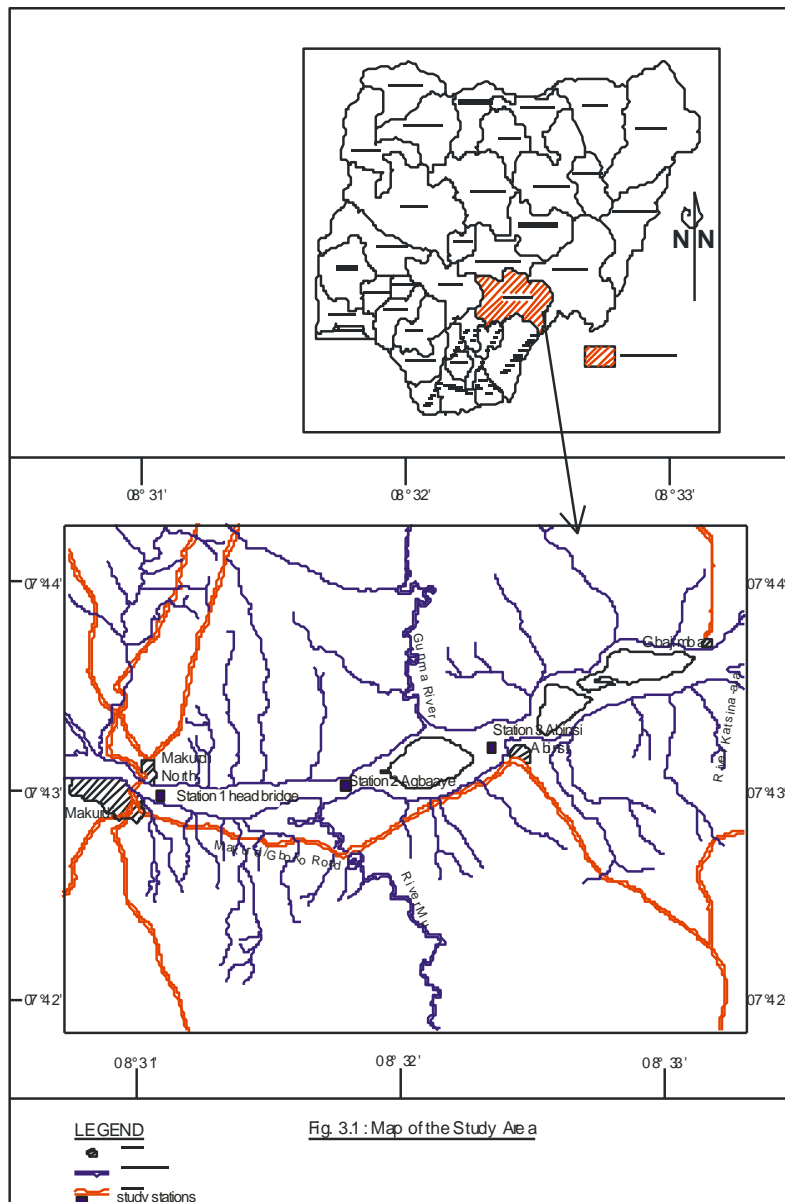 N N
08° 31' 08° 32' 08° 33'
07°44' 07°44'
Gbajimba
Guuma River
River Katsina-ala
Station 3 Abinsi
Abinsi
Makurdi
North
Station 2 Agbaaye
07°43' 07°43'
Station 1 head bridge
Makurdi
Makurdi/Gboko Road
River Mu
07°42' 07°42'
08° 31' 08° 32' 08° 33'
LEGEND
Fig. 3.1 : Map of the Study Area
study stations